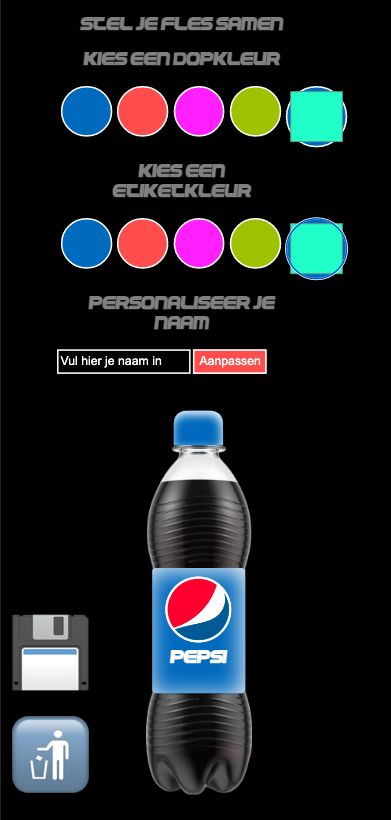 STEL JE FLES SAMEN
KIES EEN DOPKLEUR
KIES EEN
ETIKETKLEUR
PERSONALISEER JE
NAAM
Vul hier je naam in
Aanpassen
PEPSI